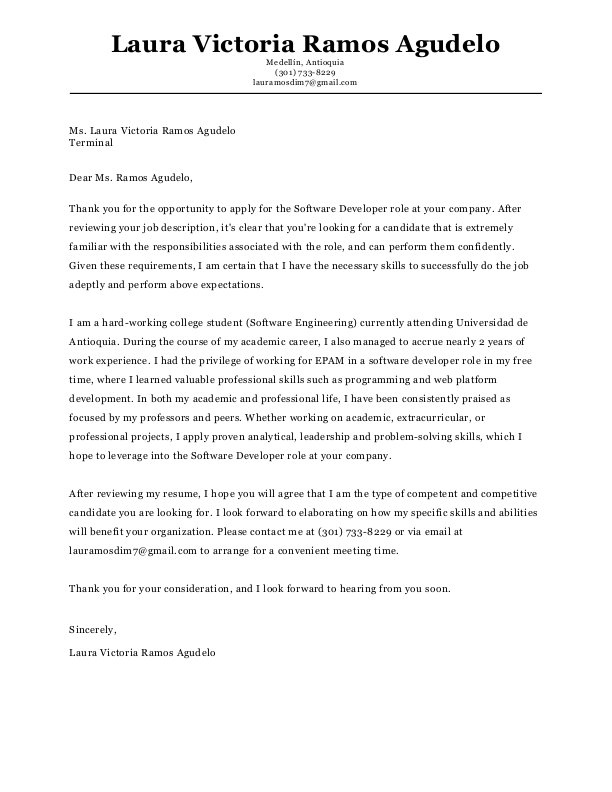 Laura Victoria Ramos Agudelo
Medellín, Antioquia
(301) 733-8229
lauramosdim7@gmail.com
Ms. Laura Victoria Ramos Agudelo
Terminal
Dear Ms. Ramos Agudelo,
Thank you for the opportunity to apply for the Software Developer role at your company. After
reviewing your job description, it's clear that you're looking for a candidate that is extremely
familiar with the responsibilities associated with the role, and can perform them confidently.
Given these requirements, I am certain that I have the necessary skills to successfully do the job
adeptly and perform above expectations.
I am a hard-working college student (Software Engineering) currently attending Universidad de
Antioquia. During the course of my academic career, I also managed to accrue nearly 2 years of
work experience. I had the privilege of working for EPAM in a software developer role in my free
time, where I learned valuable professional skills such as programming and web platform
development. In both my academic and professional life, I have been consistently praised as
focused by my professors and peers. Whether working on academic, extracurricular, or
professional projects, I apply proven analytical, leadership and problem-solving skills, which I
hope to leverage into the Software Developer role at your company.
After reviewing my resume, I hope you will agree that I am the type of competent and competitive
candidate you are looking for. I look forward to elaborating on how my specific skills and abilities
will benefit your organization. Please contact me at (301) 733-8229 or via email at
lauramosdim7@gmail.com to arrange for a convenient meeting time.
Thank you for your consideration, and I look forward to hearing from you soon.
Sincerely,
Laura Victoria Ramos Agudelo